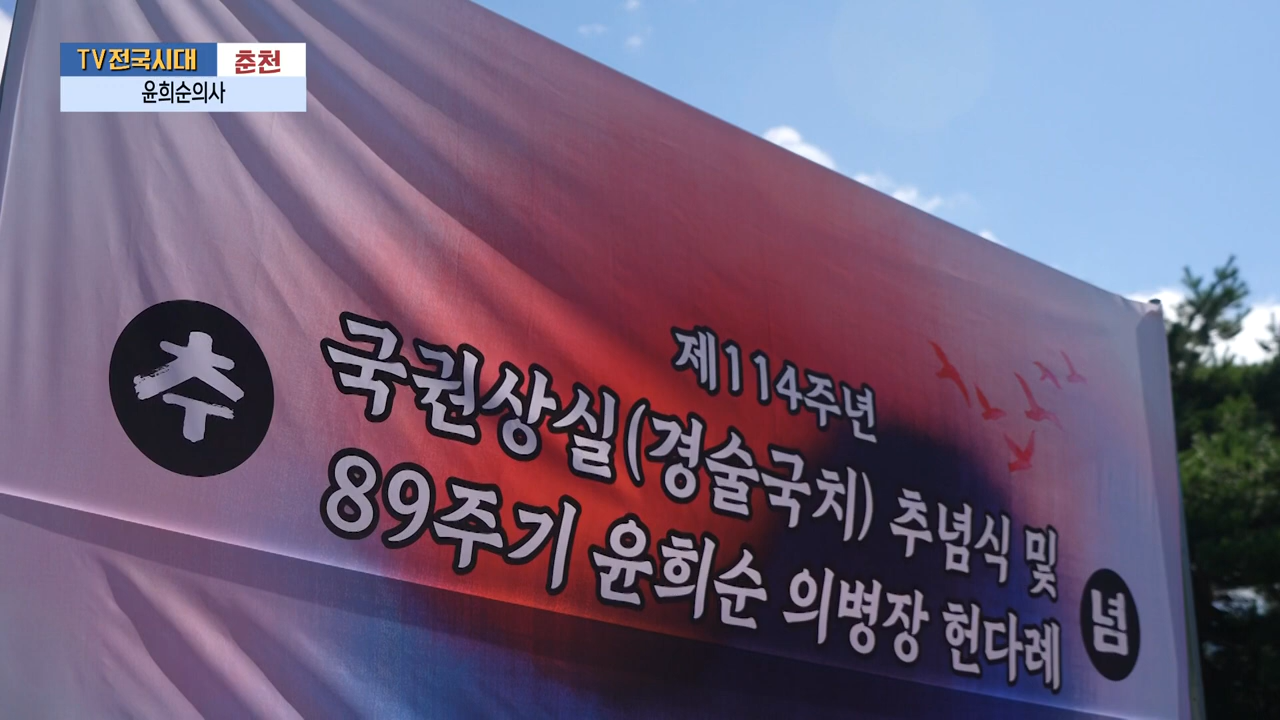 TV전국시대 춘천
윤희순의사
추
제114주년
국권상실(경술국치) 추념식 및
89주기 윤희순 의병장 헌다례
념